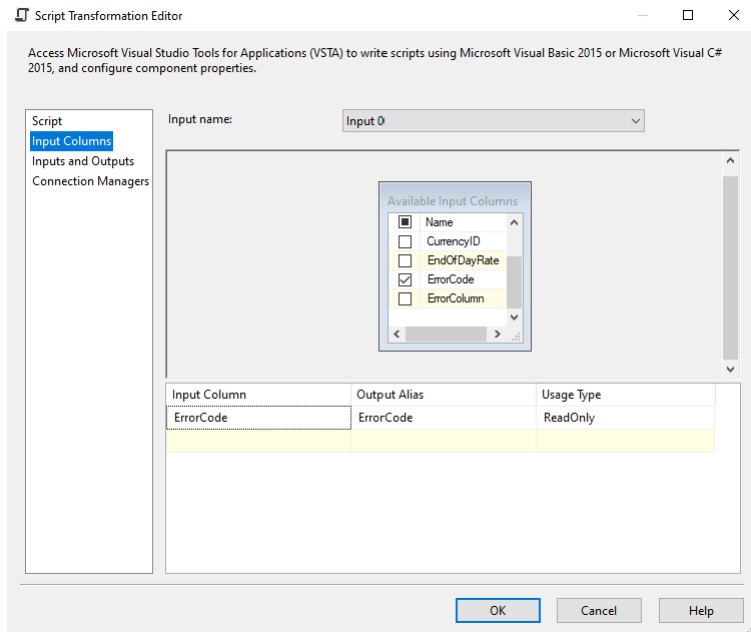 Script Transformation Editor
Access Microsoft Visual Studio Tools for Applications (VSTA) to write scripts using Microsoft Visual Basic 2015 or Microsoft Visual C#
2015, and configure component properties.
Script
Input Columns
Inputs and Outputs
Connection Managers
Input name:
Input 0
Available Input Columns
Name
CurrencyID
EndOfDayRate
ErrorCode
ErrorColumn
Input Column Output Alias Usage Type
ErrorCode ErrorCode ReadOnly
OK Cancel Help